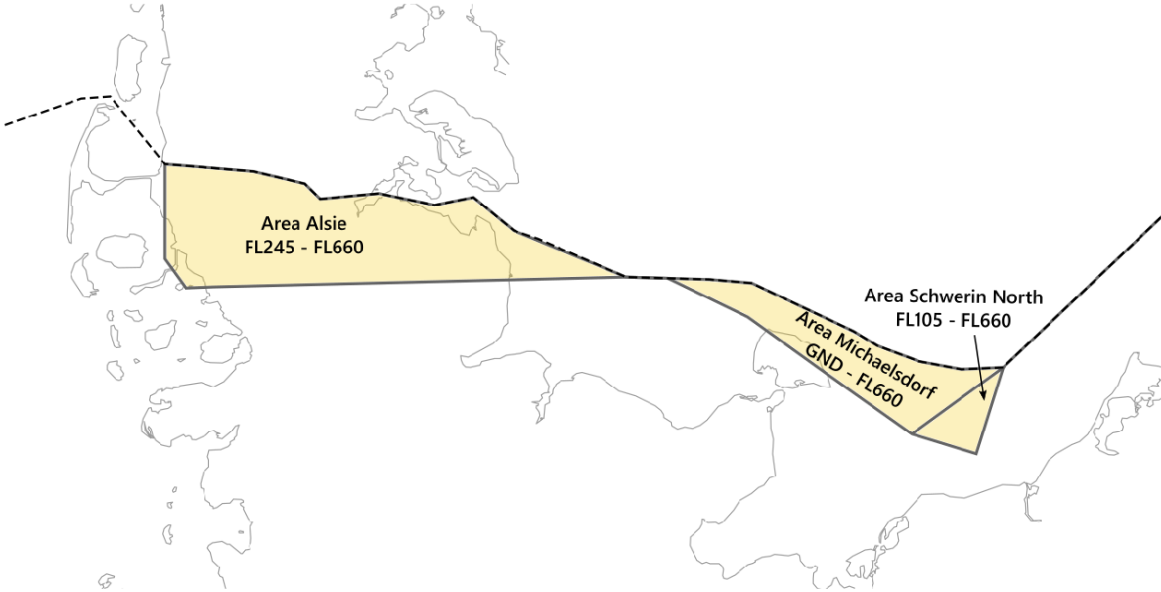 Area Alsie
FL245 - FL660
Area Schwerin North
FL105 - FL660
Area Michaelsdorf
GND - FL660